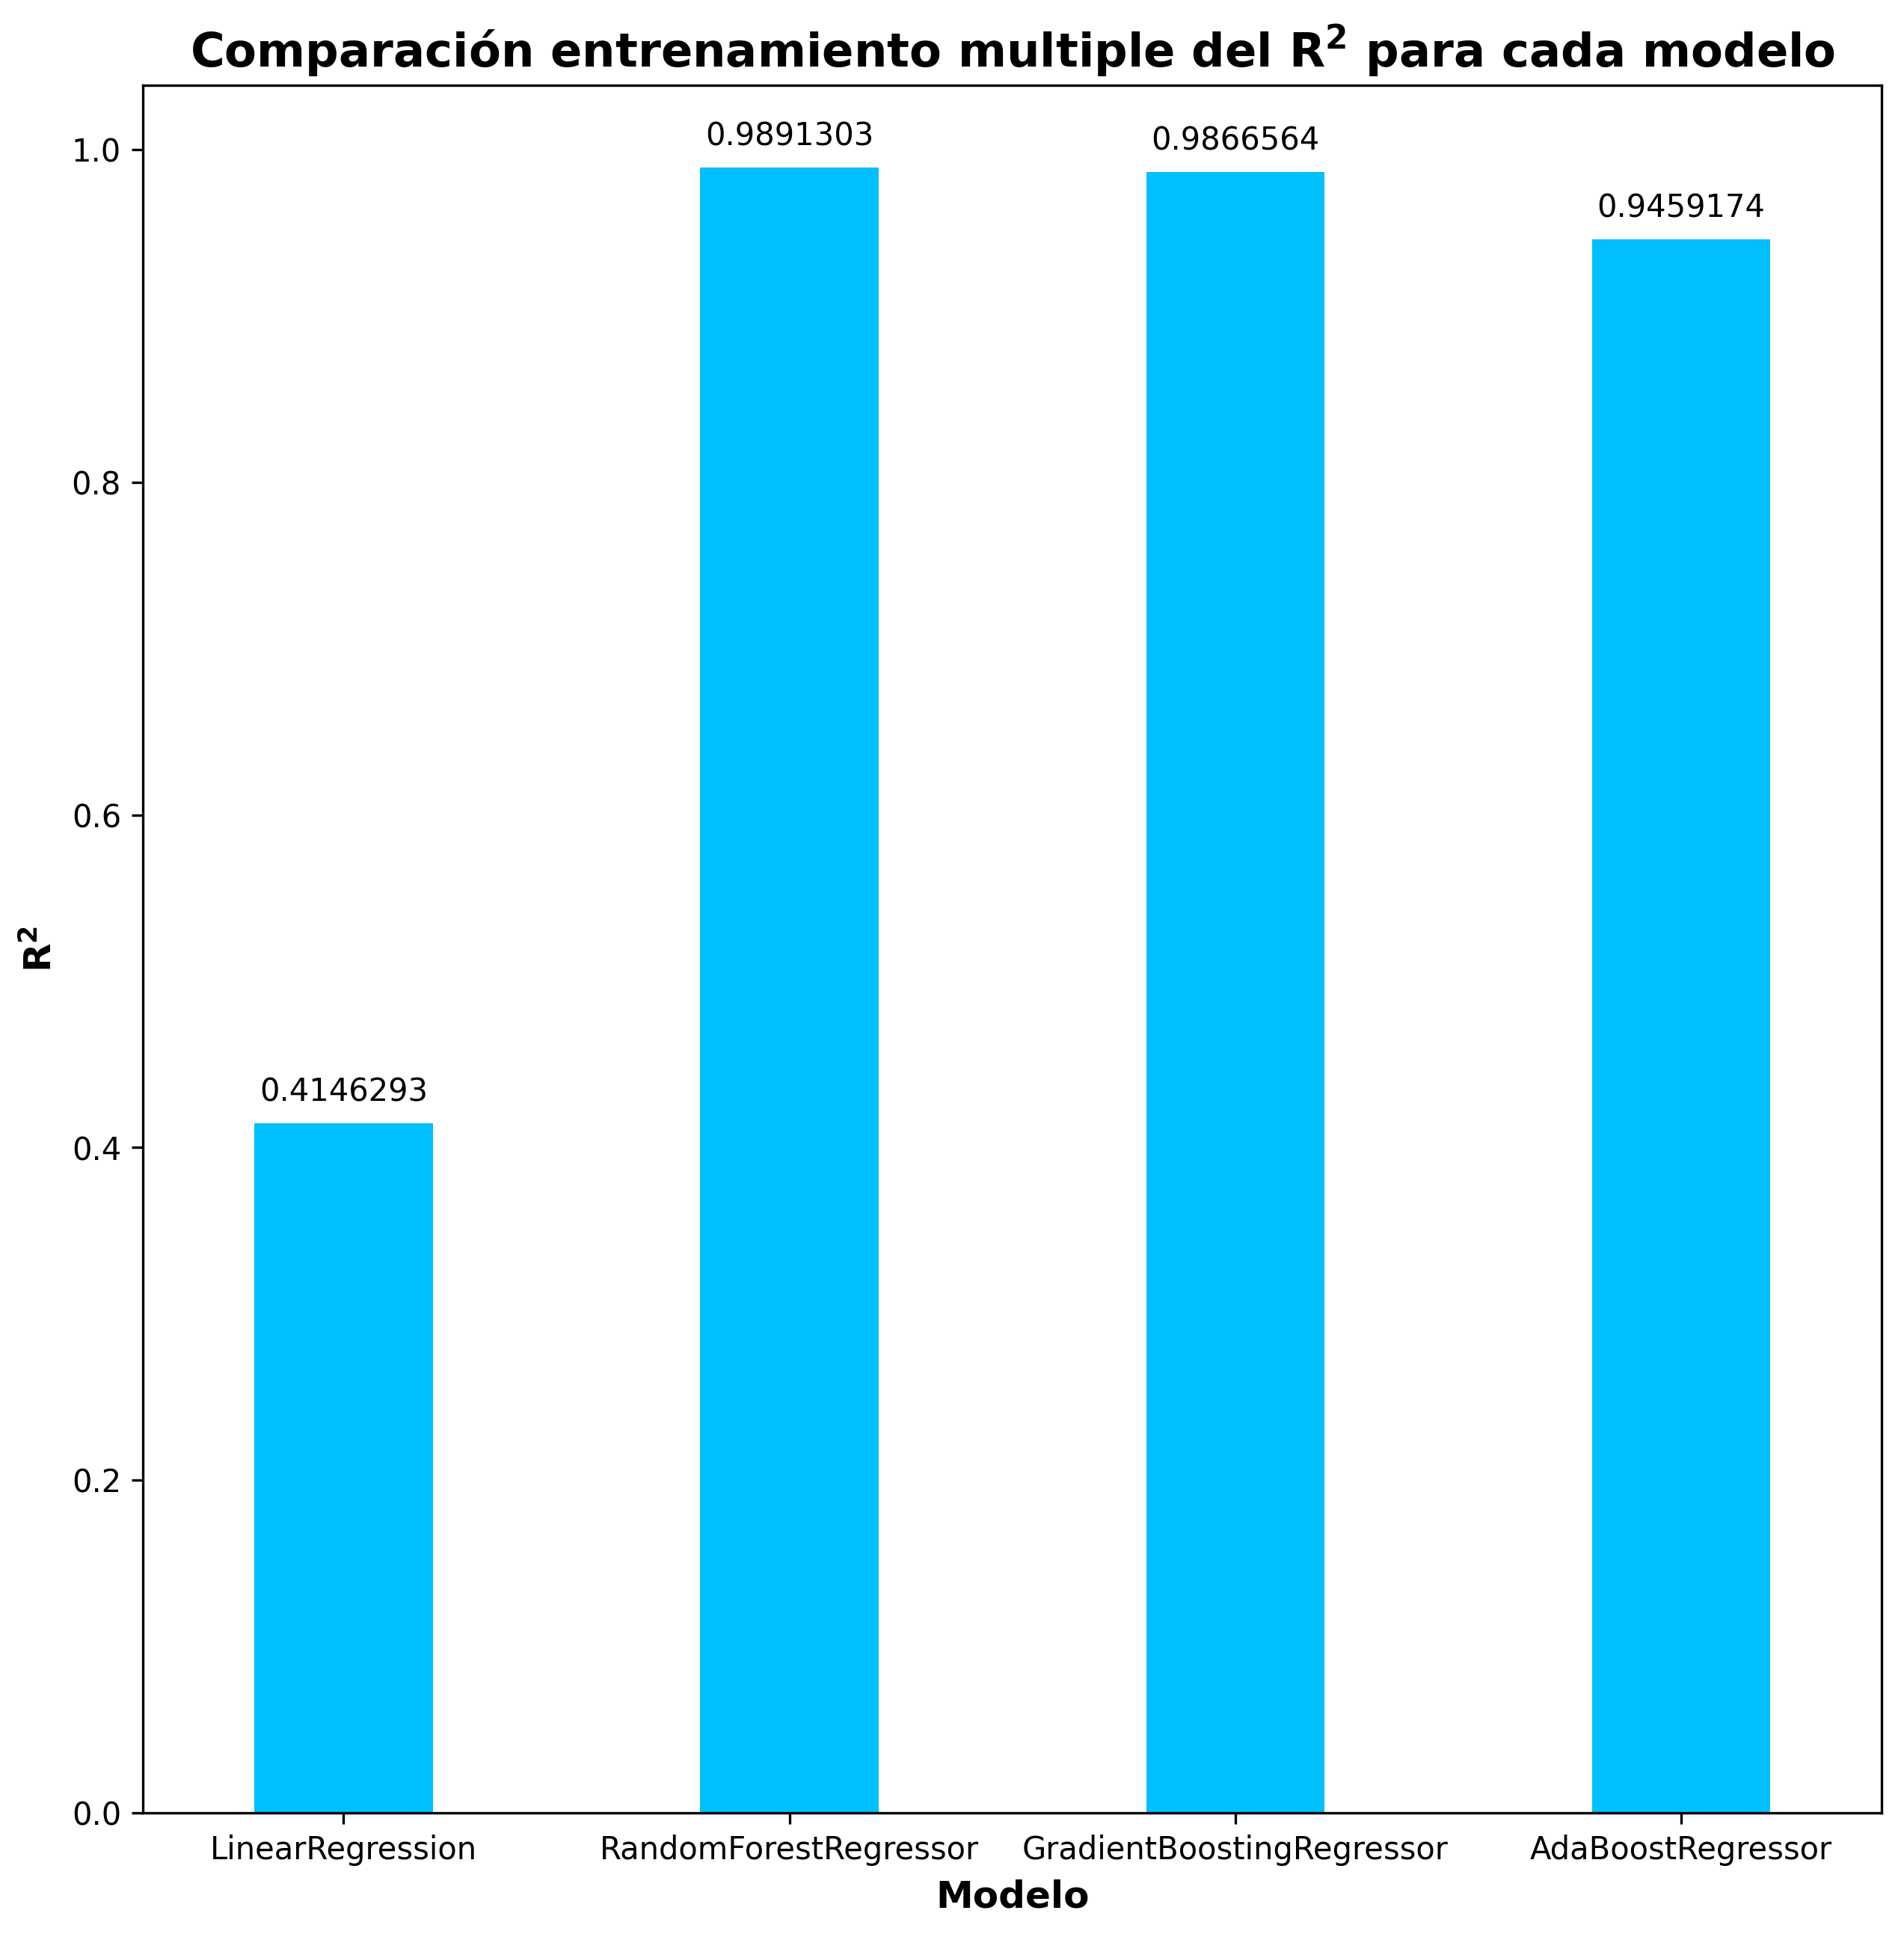 Comparación entrenamiento multiple del R² para cada modelo
0.9891303
0.9866564
0.9459174
0.4146293
1.0
0.8
0.6
0.4
0.2
0.0
R²
LinearRegression
RandomForestRegressor
GradientBoostingRegressor
AdaBoostRegressor
Modelo